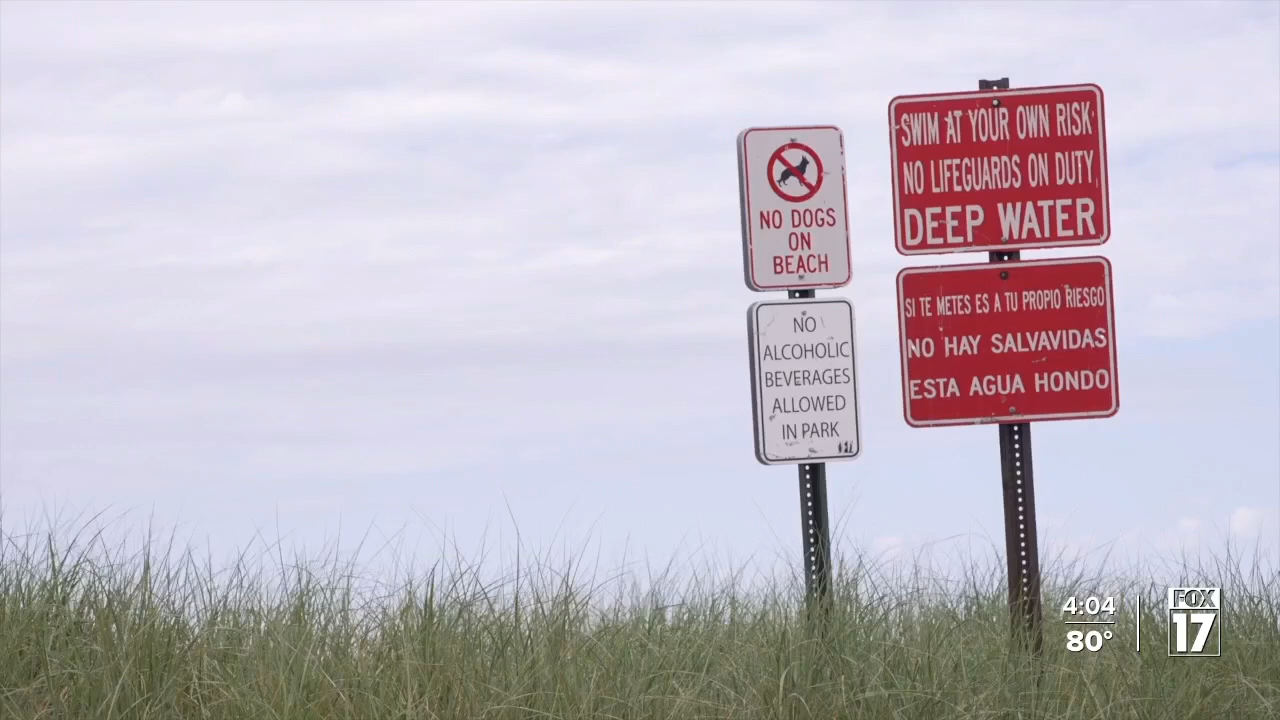 NO DOGS
ON
BEACH
NO
ALCOHOLIC
BEVERAGES
ALLOWED
IN PARK
SWIM AT YOUR OWN RISK
NO LIFEGUARDS ON DUTY
DEEP WATER
SI TE METES ES A TU PROPIO RIESGO
NO HAY SALVAVIDAS
ESTA AGUA HONDO
4:04
80°
FOX
17